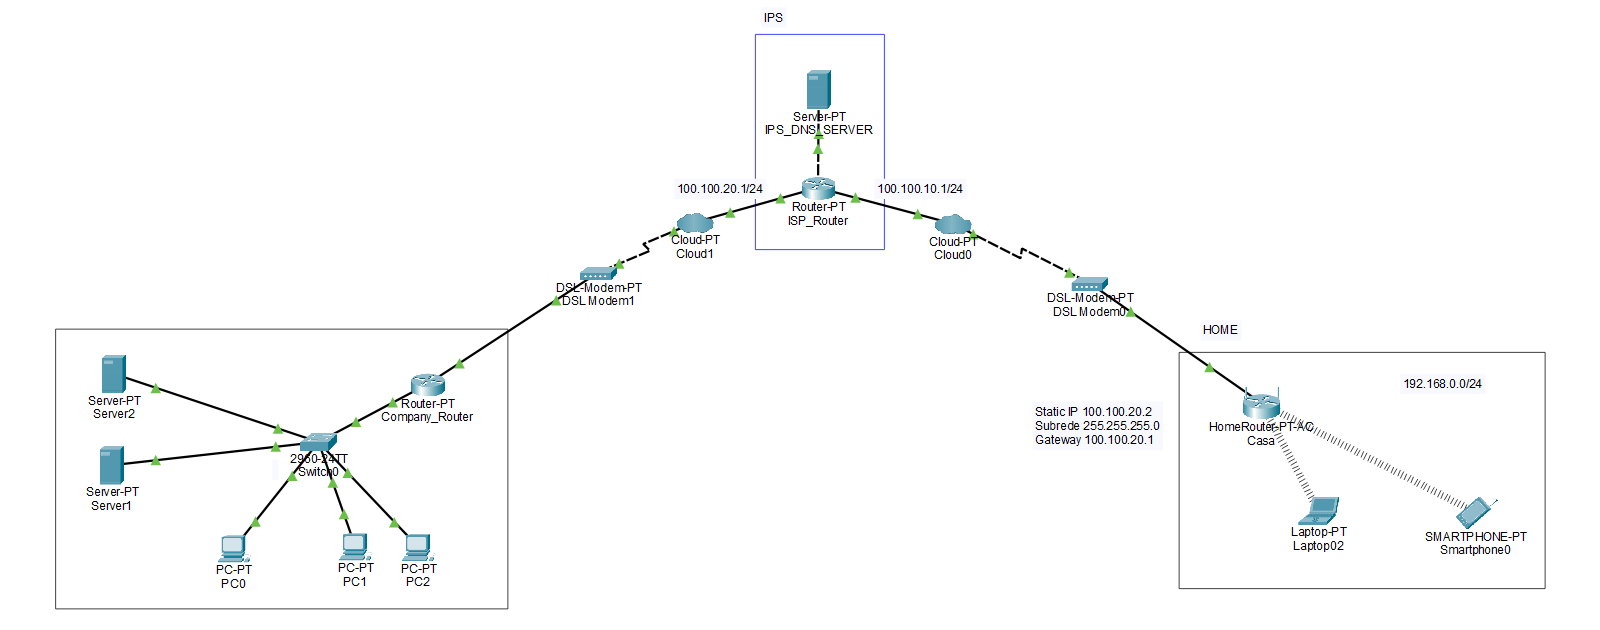 IPS
Server-PT
IPS_DNS_SERVER
100.100.20.1/24
100.100.10.1/24
Router-PT
ISP_Router
Cloud-PT
Cloud1
Cloud-PT
Cloud0
DSL-Modem-PT
DSL Modem1
DSL-Modem-PT
DSL Modem0
HOME
192.168.0.0/24
Server-PT
Server2
Router-PT
Company_Router
Static IP 100.100.20.2
Subrede 255.255.255.0
Gateway 100.100.20.1
HomeRouter-PT-AC
Casa
2960-24TT
Switch0
Server-PT
Server1
Laptop-PT
Laptop02
SMARTPHONE-PT
Smartphone0
PC-PT
PC0
PC-PT
PC1
PC-PT
PC2